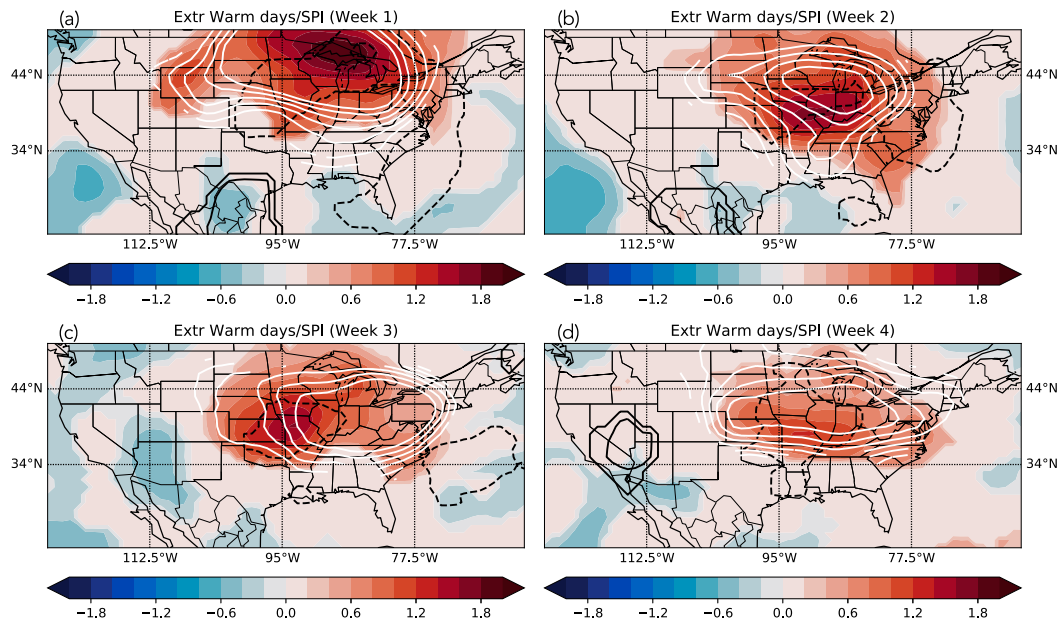 (a) Extr Warm days/SPI (Week 1)
44°N
34°N
112.5°W 95°W 77.5°W
−1.8 −1.2 −0.6 0.0 0.6 1.2 1.8
(b) Extr Warm days/SPI (Week 2)
44°N
34°N
112.5°W 95°W 77.5°W
−1.8 −1.2 −0.6 0.0 0.6 1.2 1.8
(c) Extr Warm days/SPI (Week 3)
44°N
34°N
112.5°W 95°W 77.5°W
−1.8 −1.2 −0.6 0.0 0.6 1.2 1.8
(d) Extr Warm days/SPI (Week 4)
44°N
34°N
112.5°W 95°W 77.5°W
−1.8 −1.2 −0.6 0.0 0.6 1.2 1.8